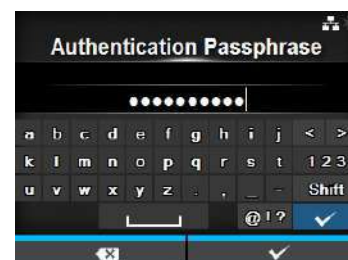 Authentication Passphrase
••••••••••
a b c d e f g h i j < >
k l m n o p q r s t 123
u v w x y z . , _ - Shift
@!?